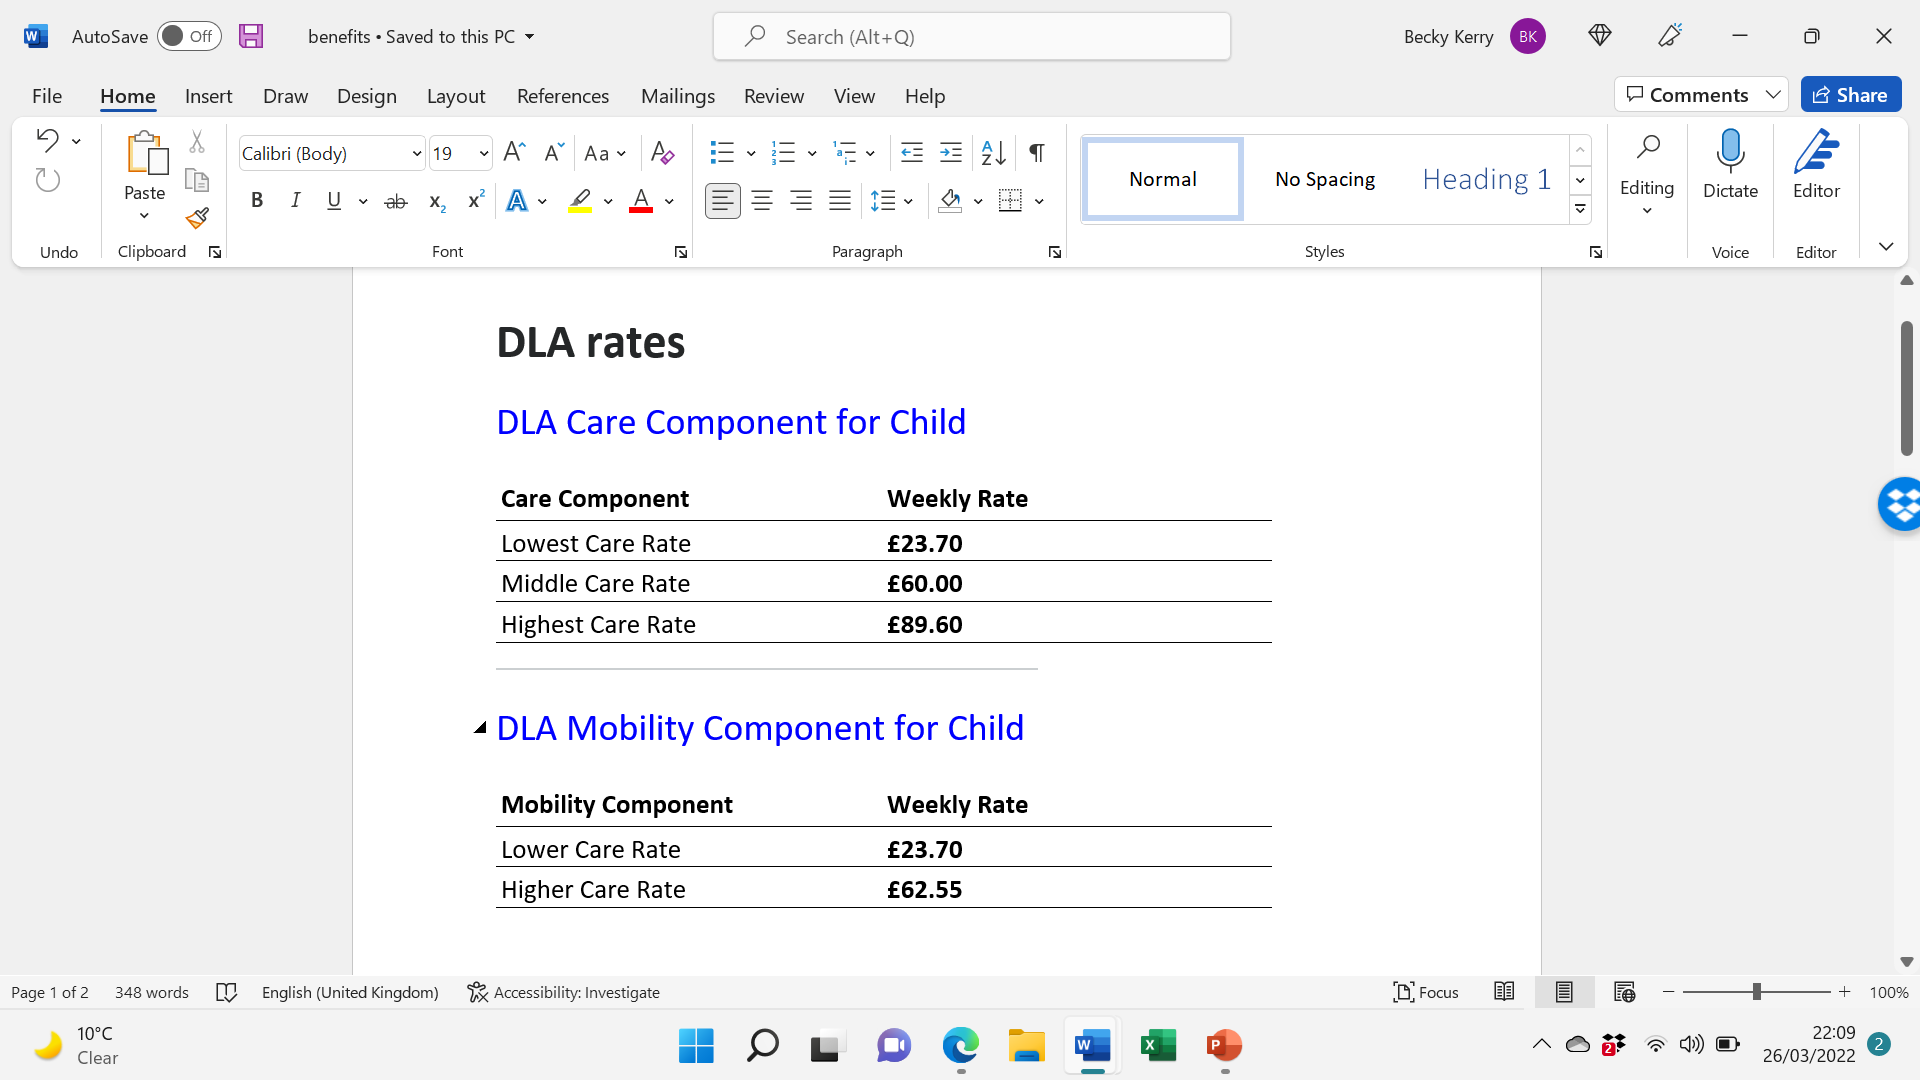 AutoSave Off benefits • Saved to this PC Search (Alt+Q) Becky Kerry BK
File Home Insert Draw Design Layout References Mailings Review View Help Comments Share
Calibri (Body) 19 Aa
Paste Normal No Spacing Heading 1 Editing Dictate Editor
Undo Clipboard Font Paragraph Styles Voice Editor
DLA rates
DLA Care Component for Child
Care Component Weekly Rate
Lowest Care Rate £23.70
Middle Care Rate £60.00
Highest Care Rate £89.60
DLA Mobility Component for Child
Mobility Component Weekly Rate
Lower Care Rate £23.70
Higher Care Rate £62.55
Page 1 of 2 348 words English (United Kingdom) Accessibility: Investigate Focus 100%
10°C 22:09
Clear 26/03/2022 2